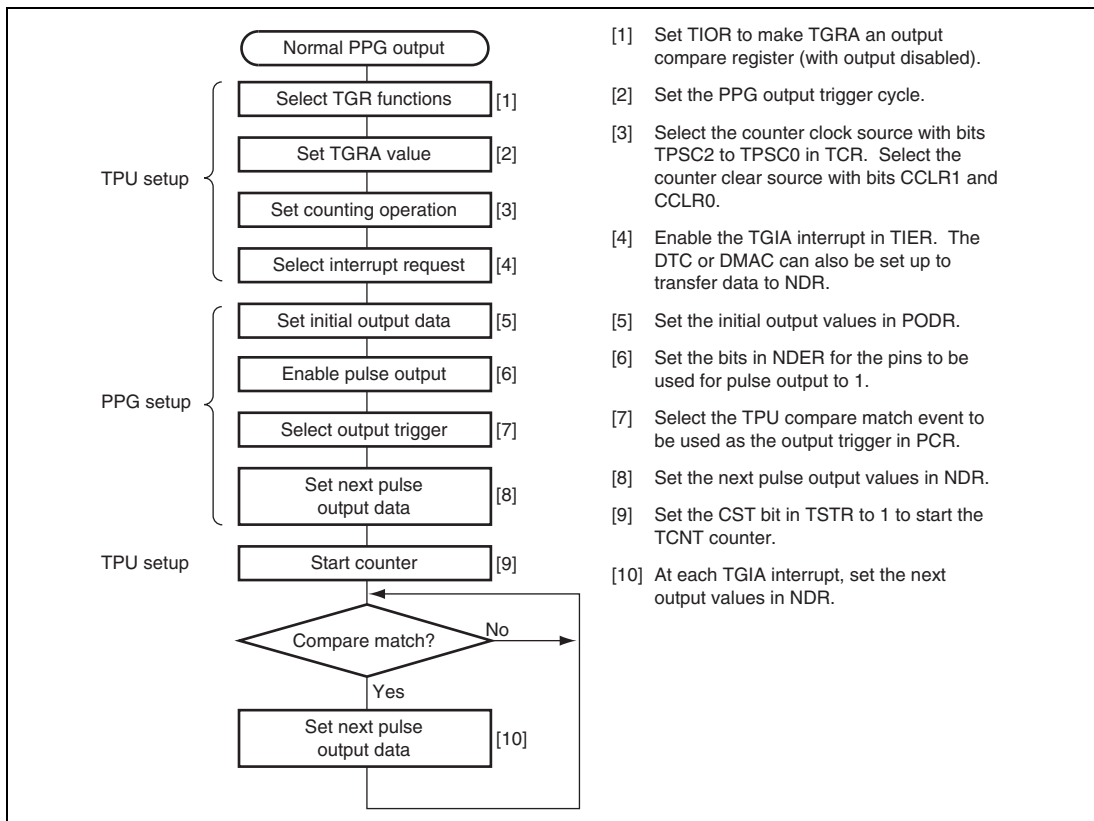 Normal PPG output
Select TGR functions [1]
Set TGRA value [2]
TPU setup
Set counting operation [3]
Select interrupt request [4]
Set initial output data [5]
Enable pulse output [6]
PPG setup
Select output trigger [7]
Set next pulse
output data [8]
TPU setup Start counter [9]
Compare match? No
Yes
Set next pulse
output data [10]
[1] Set TIOR to make TGRA an output
compare register (with output disabled).
[2] Set the PPG output trigger cycle.
[3] Select the counter clock source with bits
TPSC2 to TPSC0 in TCR. Select the
counter clear source with bits CCLR1 and
CCLR0.
[4] Enable the TGIA interrupt in TIER. The
DTC or DMAC can also be set up to
transfer data to NDR.
[5] Set the initial output values in PODR.
[6] Set the bits in NDER for the pins to be
used for pulse output to 1.
[7] Select the TPU compare match event to
be used as the output trigger in PCR.
[8] Set the next pulse output values in NDR.
[9] Set the CST bit in TSTR to 1 to start the
TCNT counter.
[10] At each TGIA interrupt, set the next
output values in NDR.